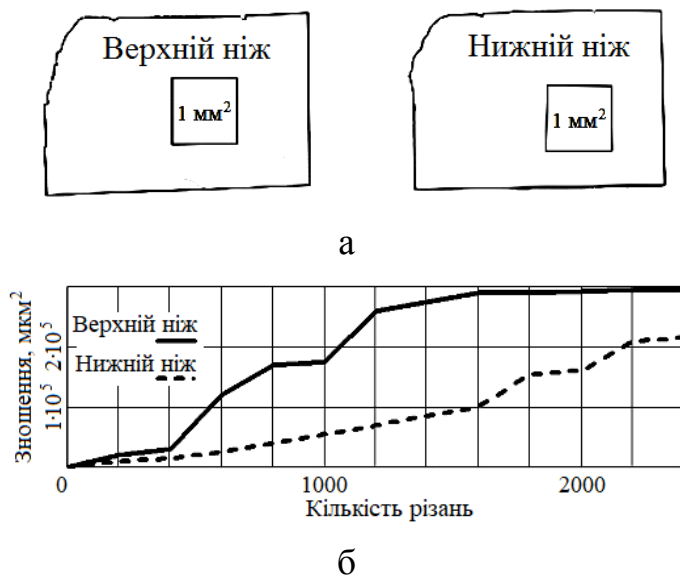 Верхній ніж
1 мм²
Нижній ніж
1 мм²
а
Зношення, мкм²
1·10⁵
2·10⁵
Верхній ніж
Нижній ніж
0
1000
2000
Кількість різань
б